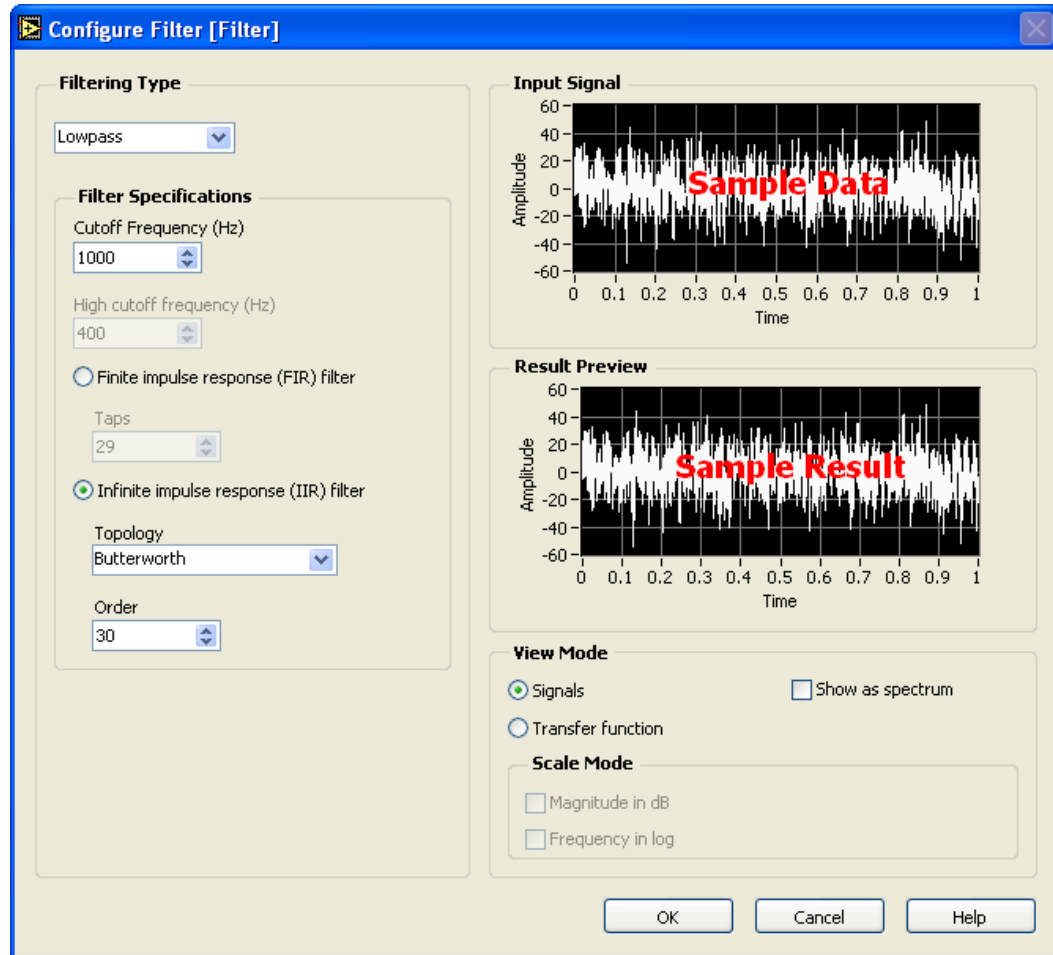 Configure Filter [Filter]
Filtering Type
Lowpass
Filter Specifications
Cutoff Frequency (Hz)
1000
High cutoff frequency (Hz)
400
Finite impulse response (FIR) filter
Taps
29
Infinite impulse response (IIR) filter
Topology
Butterworth
Order
30
Input Signal
60
40
20
0
-20
-40
-60
Amplitude
Sample Data
0 0.1 0.2 0.3 0.4 0.5 0.6 0.7 0.8 0.9 1
Time
Result Preview
60
40
20
0
-20
-40
-60
Amplitude
Sample Result
0 0.1 0.2 0.3 0.4 0.5 0.6 0.7 0.8 0.9 1
Time
View Mode
Signals
Show as spectrum
Transfer function
Scale Mode
Magnitude in dB
Frequency in log
OK Cancel Help